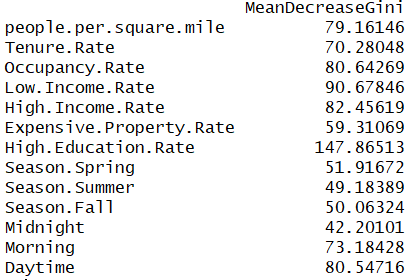 MeanDecreaseGini
people.per.square.mile 79.16146
Tenure.Rate 70.28048
Occupancy.Rate 80.64269
Low.Income.Rate 90.67846
High.Income.Rate 82.45619
Expensive.Property.Rate 59.31069
High.Education.Rate 147.86513
Season.Spring 51.91672
Season.Summer 49.18389
Season.Fall 50.06324
Midnight 42.20101
Morning 73.18428
Daytime 80.54716